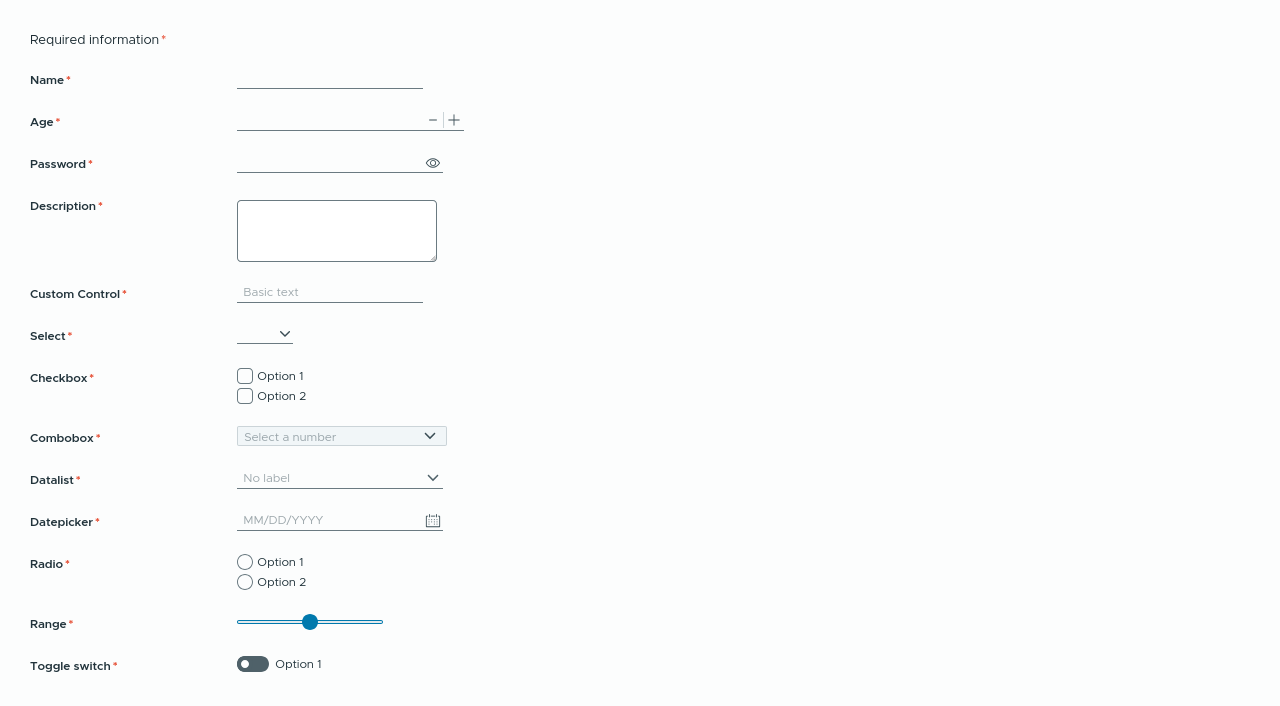 Required information *
Name *
Age *
Password *
Description *
Custom Control * Basic text
Select *
Checkbox * Option 1
Option 2
Combobox * Select a number
Datalist * No label
Datepicker * MM/DD/YYYY
Radio * Option 1
Option 2
Range *
Toggle switch * Option 1